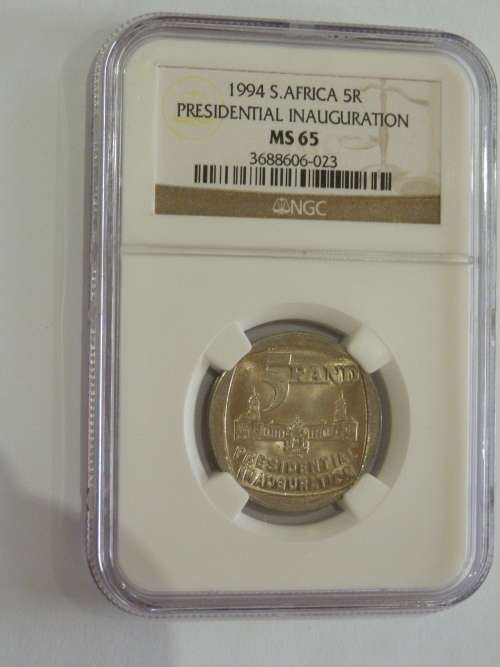 1994 S.AFRICA 5R
PRESIDENTIAL INAUGURATION
MS 65
3688606-023
NGC
5 RAND
PRESIDENTIAL
INAUGURATION